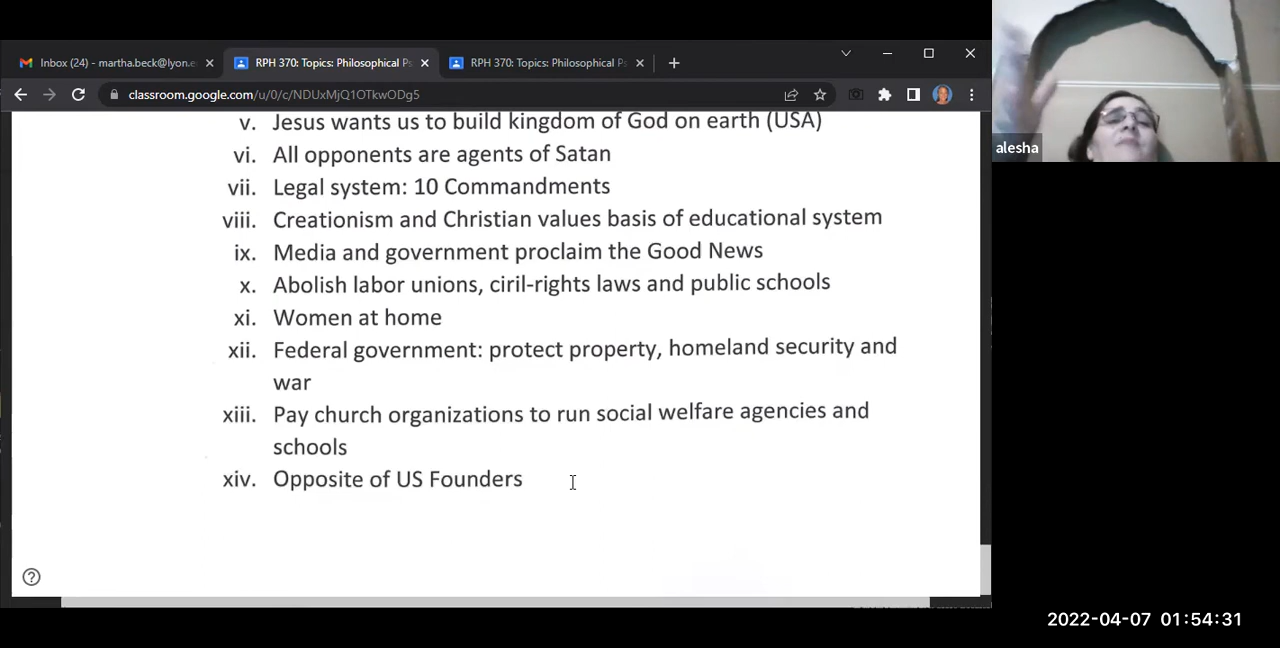 Inbox (24) - martha.beck@lyon.e
RPH 370: Topics: Philosophical Ps
RPH 370: Topics: Philosophical Ps
classroom.google.com/u/0/c/NDUxMjQ1OTkwODg5
v. Jesus wants us to build kingdom of God on earth (USA)
alesha
vi. All opponents are agents of Satan
vii. Legal system: 10 Commandments
viii. Creationism and Christian values basis of educational system
ix. Media and government proclaim the Good News
x. Abolish labor unions, ciril-rights laws and public schools
xi. Women at home
xii. Federal government: protect property, homeland security and
war
xiii. Pay church organizations to run social welfare agencies and
schools
xiv. Opposite of US Founders
2022-04-07 01:54:31